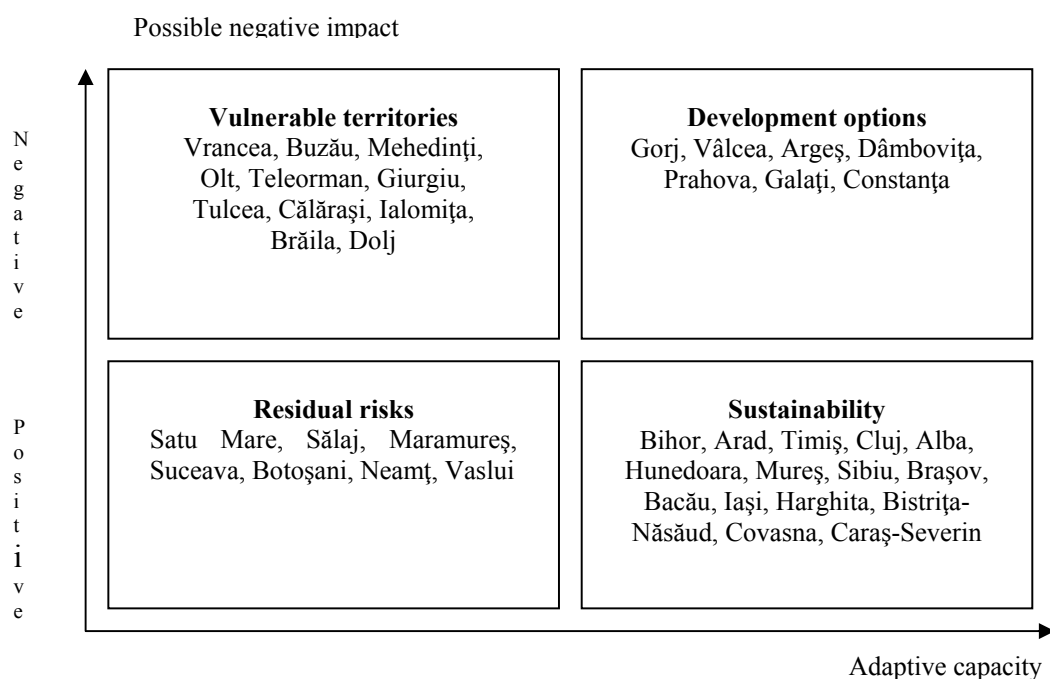 Possible negative impact
Negative
Vulnerable territories
Vrancea, Buzău, Mehedinţi,
Olt, Teleorman, Giurgiu,
Tulcea, Călăraşi, Ialomiţa,
Brăila, Dolj
Development options
Gorj, Vâlcea, Argeş, Dâmboviţa,
Prahova, Galaţi, Constanţa
Positive
Residual risks
Satu Mare, Sălaj, Maramureş,
Suceava, Botoşani, Neamţ, Vaslui
Sustainability
Bihor, Arad, Timiş, Cluj, Alba,
Hunedoara, Mureş, Sibiu, Braşov,
Bacău, Iaşi, Harghita, Bistriţa-
Năsăud, Covasna, Caraş-Severin
Adaptive capacity